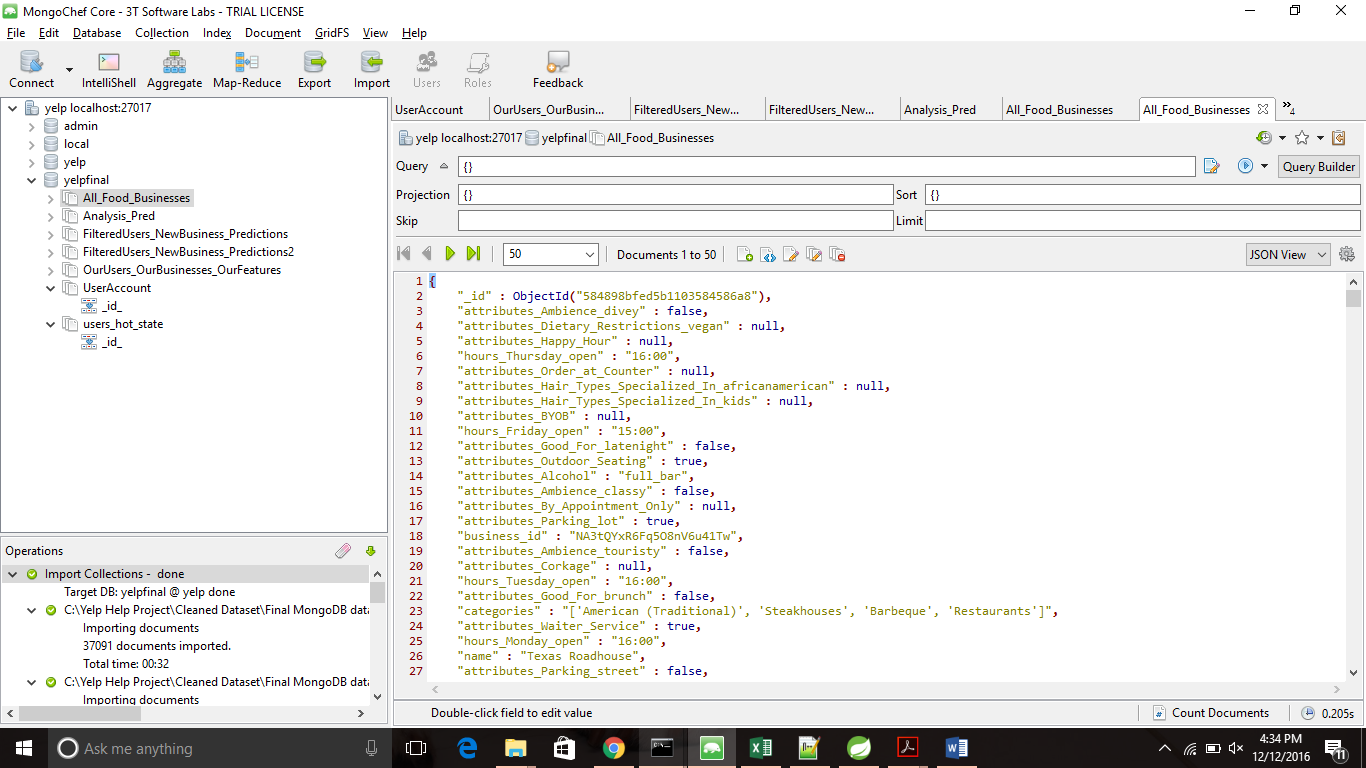 MongoChef Core - 3T Software Labs - TRIAL LICENSE
File Edit Database Collection Index Document GridFS View Help
Connect IntelliShell Aggregate Map-Reduce Export Import Users Roles Feedback
yelp localhost:27017
admin
local
yelp
yelpfinal
All_Food_Businesses
Analysis_Pred
FilteredUsers_NewBusiness_Predictions
FilteredUsers_NewBusiness_Predictions2
OurUsers_OurBusinesses_OurFeatures
UserAccount
_id_
users_hot_state
_id_
Operations
Import Collections - done
Target DB: yelpfinal @ yelp done
C:\Yelp Help Project\Cleaned Dataset\Final MongoDB data
Importing documents
37091 documents imported.
Total time: 00:32
C:\Yelp Help Project\Cleaned Dataset\Final MongoDB data
Importing documents
UserAccount OurUsers_OurBusin... FilteredUsers_New... FilteredUsers_New... Analysis_Pred All_Food_Businesses All_Food_Businesses »4
yelp localhost:27017 yelpfinal All_Food_Businesses
Query {} Query Builder
Projection {} Sort {}
Skip Limit
50 Documents 1 to 50 JSON View
1 {
2 "_id" : ObjectId("584898bfed5b1103584586a8"),
3 "attributes_Ambience_divey" : false,
4 "attributes_Dietary_Restrictions_vegan" : null,
5 "attributes_Happy_Hour" : null,
6 "hours_Thursday_open" : "16:00",
7 "attributes_Order_at_Counter" : null,
8 "attributes_Hair_Types_Specialized_In_africanamerican" : null,
9 "attributes_Hair_Types_Specialized_In_kids" : null,
10 "attributes_BYOB" : null,
11 "hours_Friday_open" : "15:00",
12 "attributes_Good_For_latenight" : false,
13 "attributes_Outdoor_Seating" : true,
14 "attributes_Alcohol" : "full_bar",
15 "attributes_Ambience_classy" : false,
16 "attributes_By_Appointment_Only" : null,
17 "attributes_Parking_lot" : true,
18 "business_id" : "NA3tQYxR6Fq5O8nV6u41Tw",
19 "attributes_Ambience_touristy" : false,
20 "attributes_Corkage" : null,
21 "hours_Tuesday_open" : "16:00",
22 "attributes_Good_For_brunch" : false,
23 "categories" : "['American (Traditional)', 'Steakhouses', 'Barbeque', 'Restaurants']",
24 "attributes_Waiter_Service" : true,
25 "hours_Monday_open" : "16:00",
26 "name" : "Texas Roadhouse",
27 "attributes_Parking_street" : false,
Double-click field to edit value Count Documents 0.205s
Ask me anything
4:34 PM
12/12/2016
11